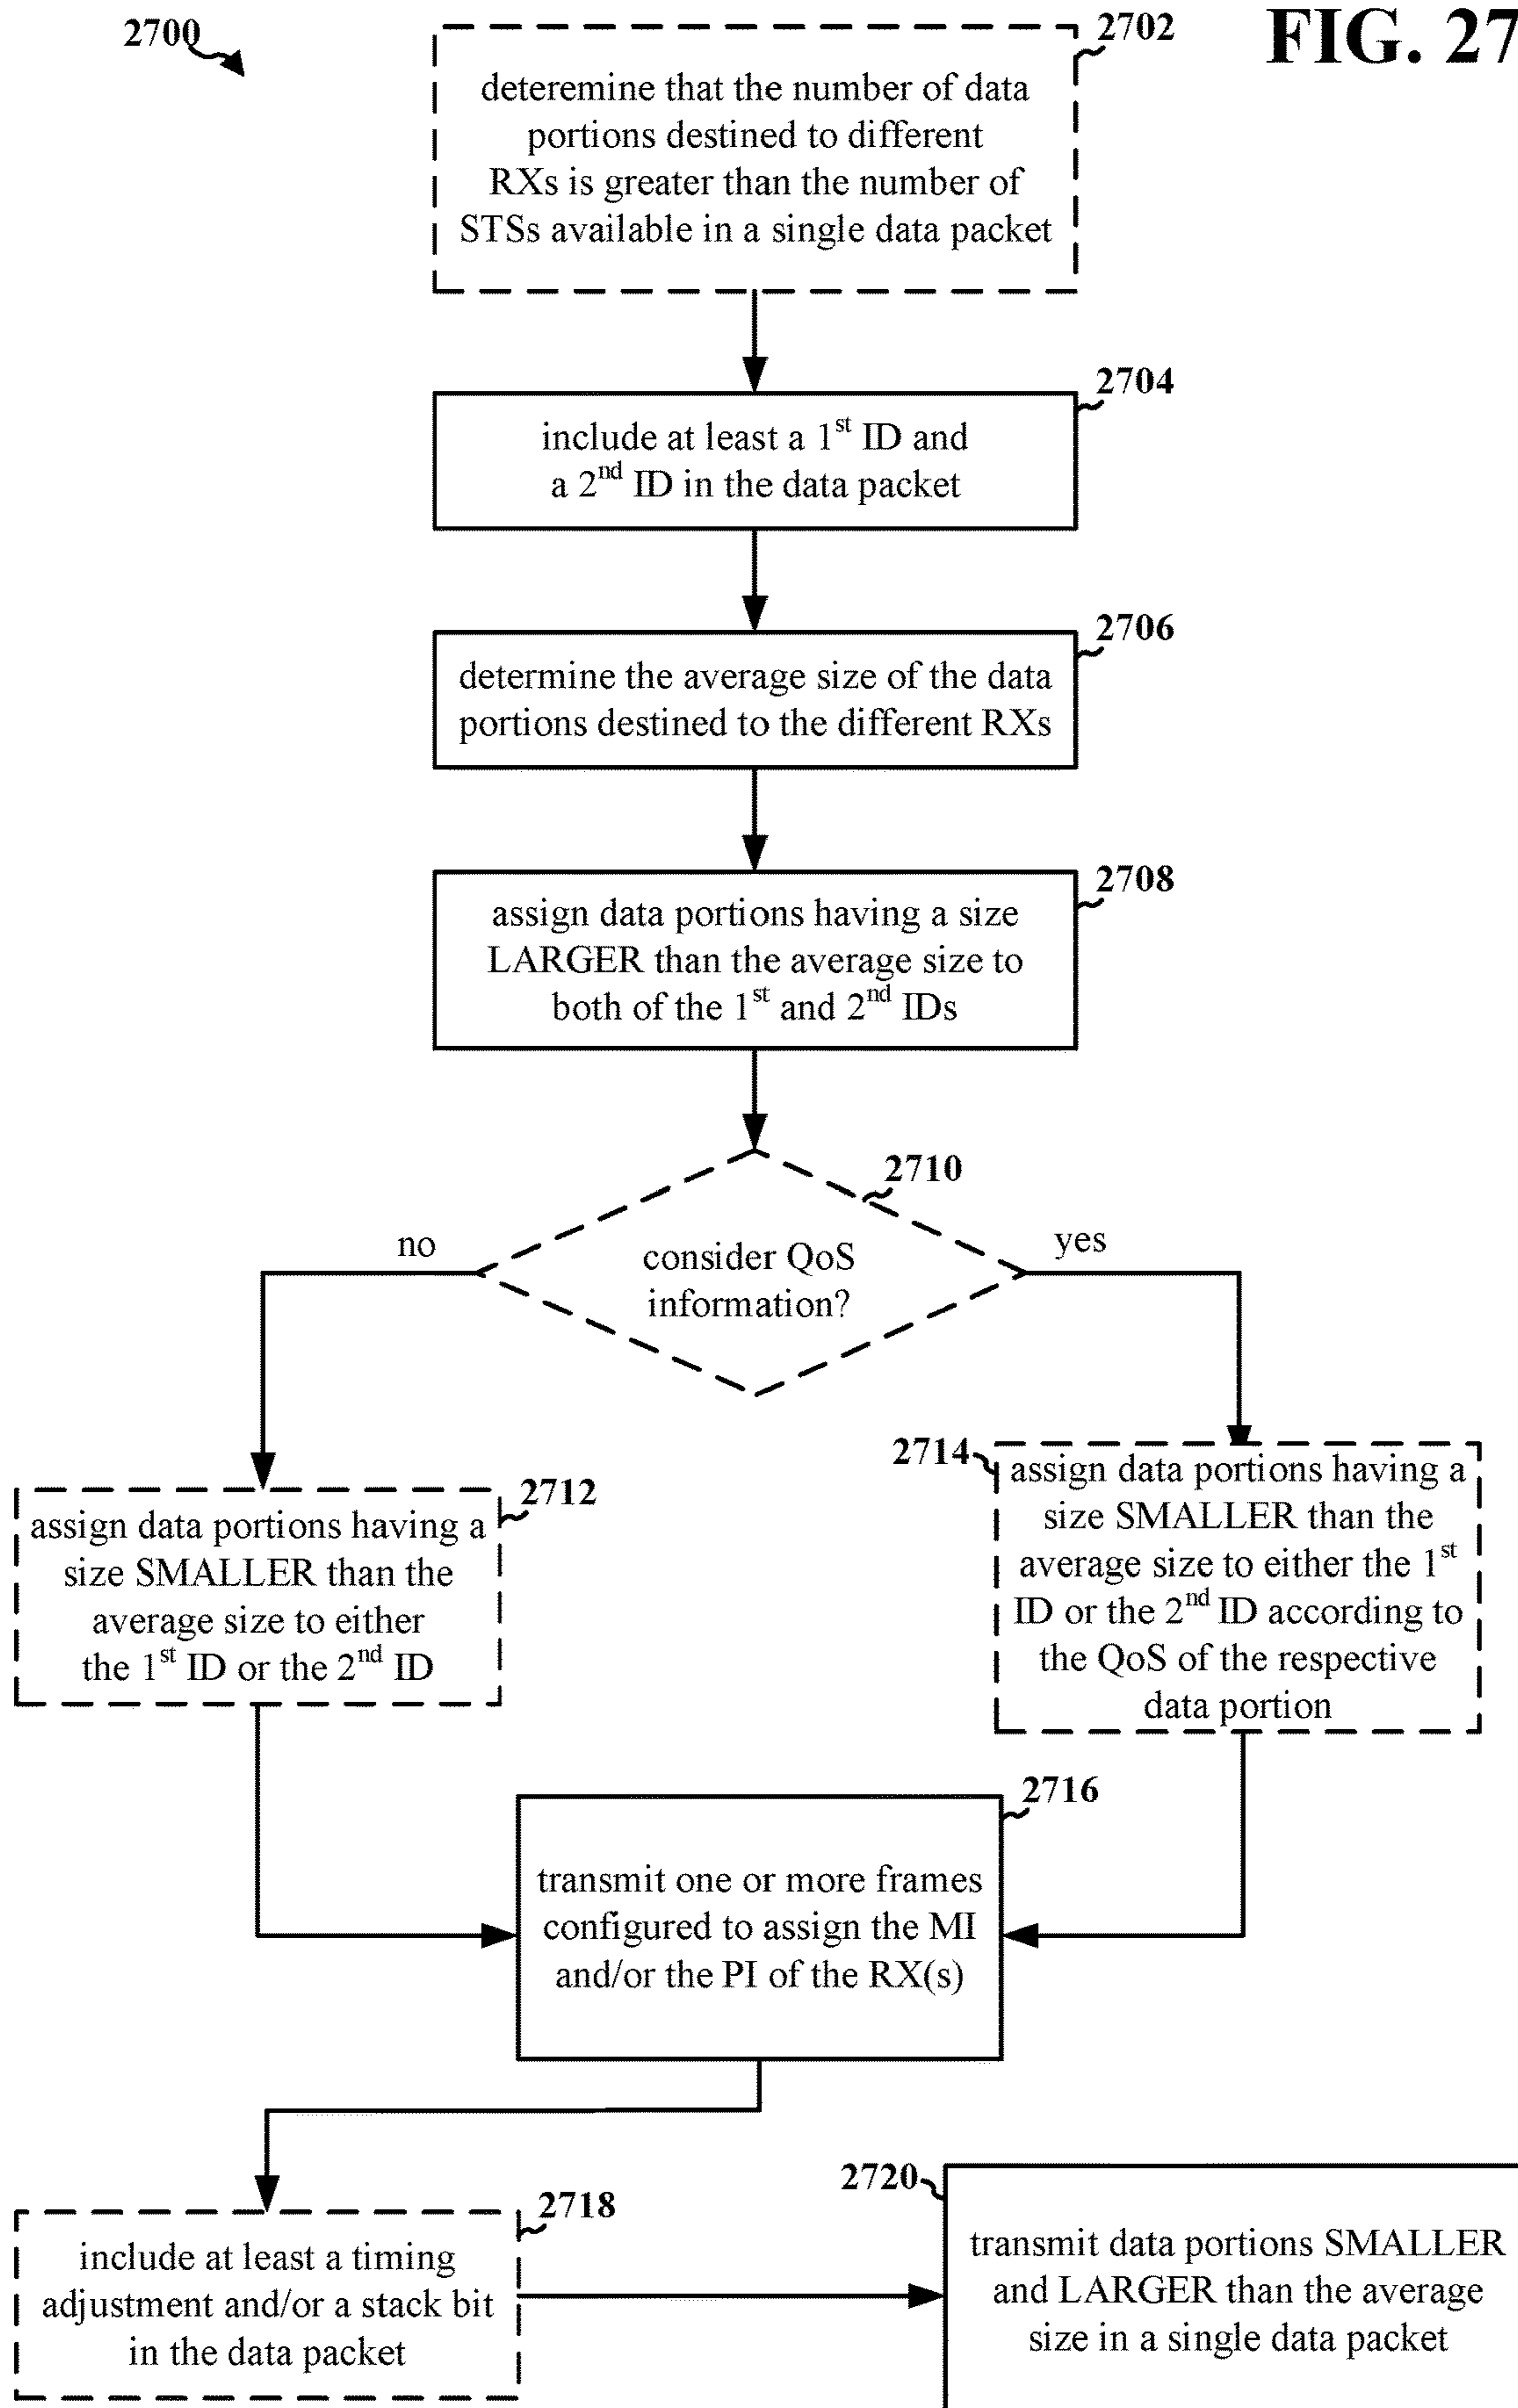 2700
2702
FIG. 27
deteremine that the number of data
portions destined to different
RXs is greater than the number of
STSs available in a single data packet
2704
include at least a 1st ID and
a 2nd ID in the data packet
2706
determine the average size of the data
portions destined to the different RXs
2708
assign data portions having a size
LARGER than the average size to
both of the 1st and 2nd IDs
2710
no
yes
consider QoS
information?
2712
assign data portions having a
size SMALLER than the
average size to either
the 1st ID or the 2nd ID
2714
assign data portions having a
size SMALLER than the
average size to either the 1st
ID or the 2nd ID according to
the QoS of the respective
data portion
2716
transmit one or more frames
configured to assign the MI
and/or the PI of the RX(s)
2718
include at least a timing
adjustment and/or a stack bit
in the data packet
2720
transmit data portions SMALLER
and LARGER than the average
size in a single data packet